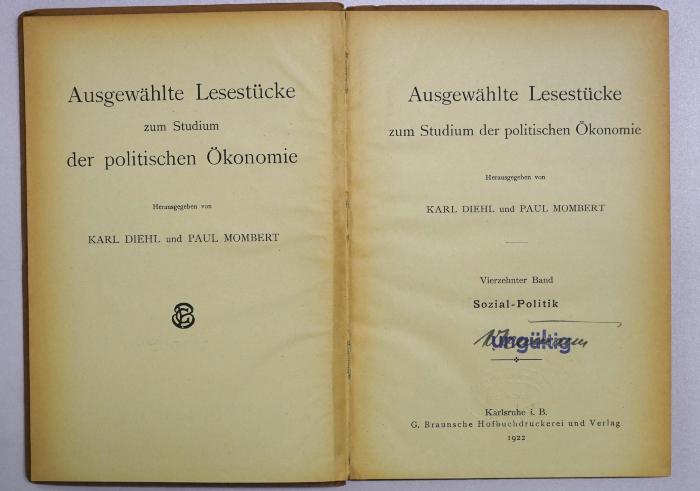 Ausgewählte Lesestücke
zum Studium
der politischen Ökonomie
Herausgegeben von
KARL DIEHL und PAUL MOMBERT
Ausgewählte Lesestücke
zum Studium der politischen Ökonomie
Herausgegeben von
KARL DIEHL und PAUL MOMBERT
Vierzehnter Band
Sozial-Politik
ungültig
Karlsruhe i. B.
G. Braunsche Hofbuchdruckerei und Verlag
1922